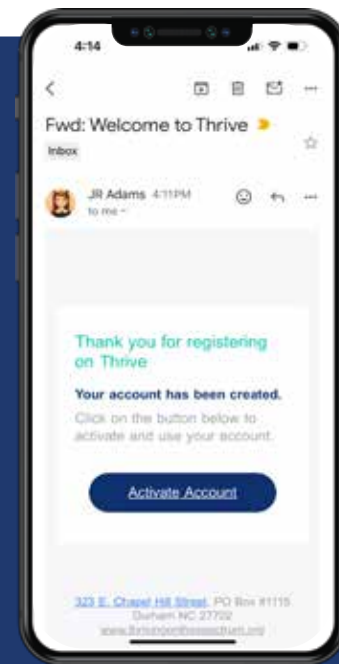 4:14
Fwd: Welcome to Thrive
Inbox
JR Adams 4:11PM
to me
Thank you for registering
on Thrive
Your account has been created.
Click on the button below to
activate and use your account.
Activate Account
323 E. Chapel Hill Street, PO Box #1115
Durham NC 27702